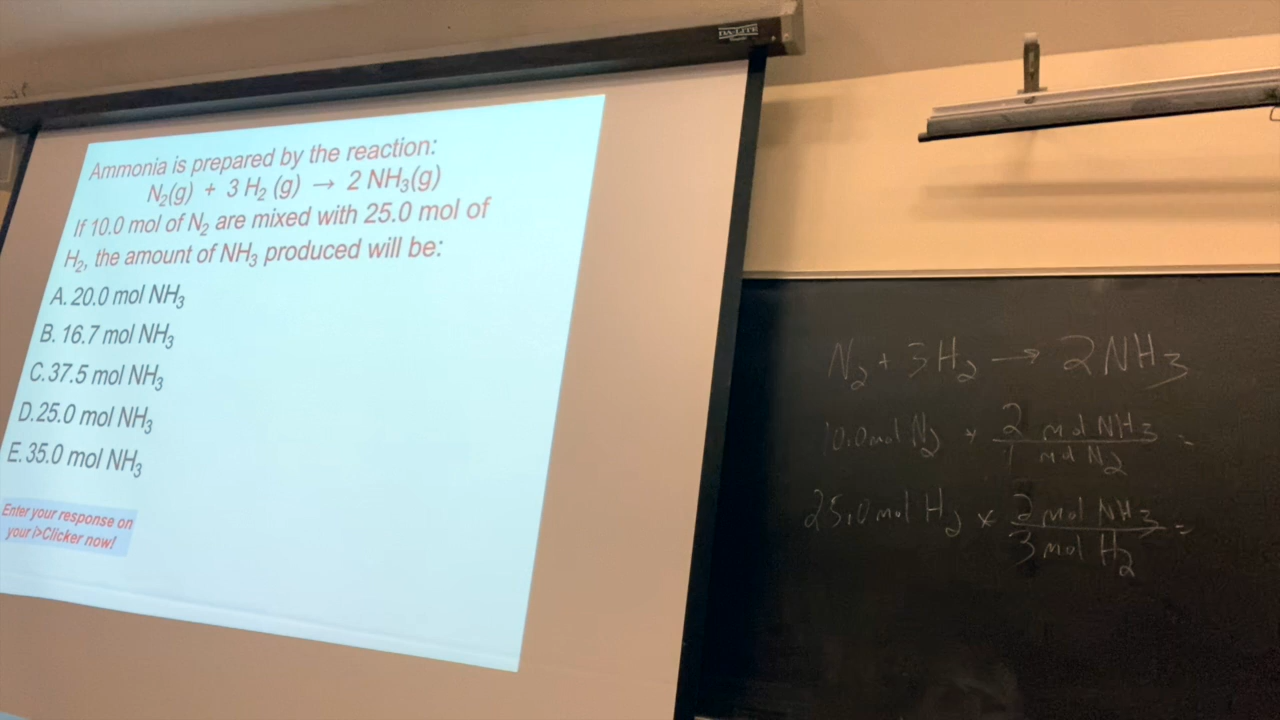 DA-LITE
Ammonia is prepared by the reaction:
N₂(g) + 3 H₂ (g) → 2 NH₃(g)
If 10.0 mol of N₂ are mixed with 25.0 mol of
H₂, the amount of NH₃ produced will be:
A. 20.0 mol NH₃
B. 16.7 mol NH₃
C. 37.5 mol NH₃
D. 25.0 mol NH₃
E. 35.0 mol NH₃
Enter your response on
your i>Clicker now!
N₂ + 3H₂ → 2NH₃
10.0 mol N₂ × 2 mol NH₃ =
1 mol N₂
25.0 mol H₂ × 2 mol NH₃ =
3 mol H₂